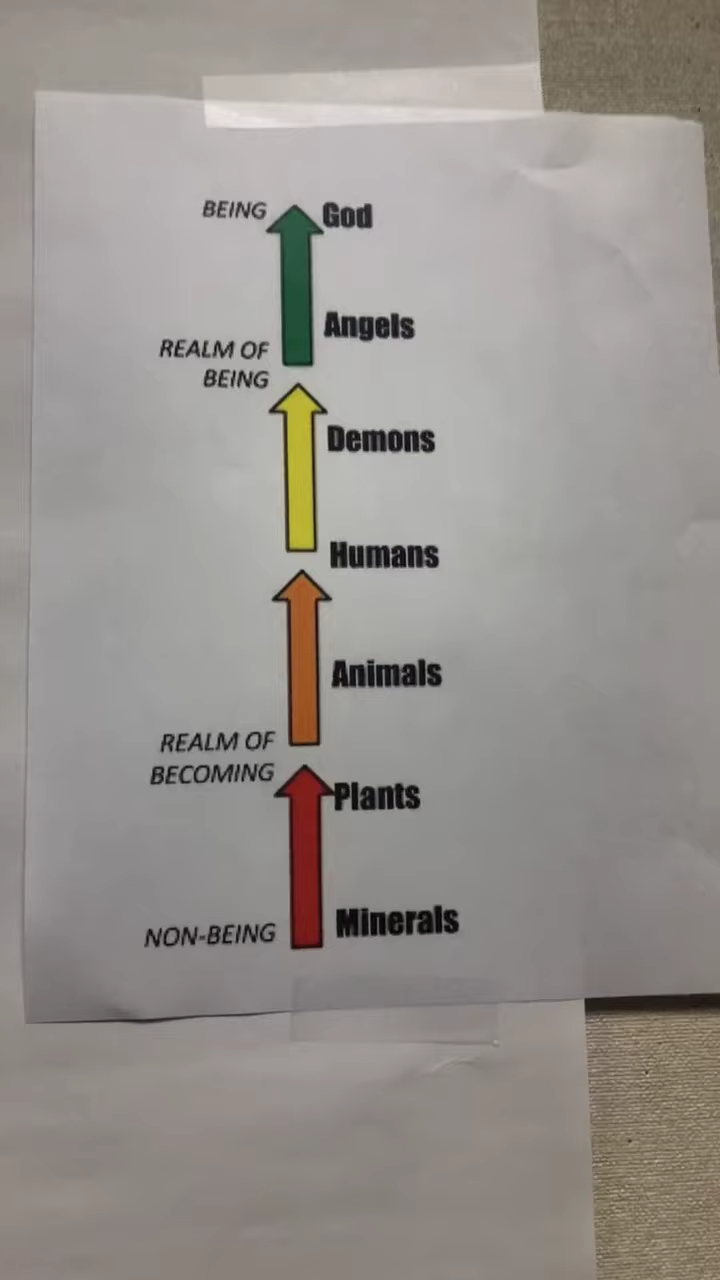 BEING
God
Angels
REALM OF
BEING
Demons
Humans
Animals
REALM OF
BECOMING
Plants
Minerals
NON-BEING